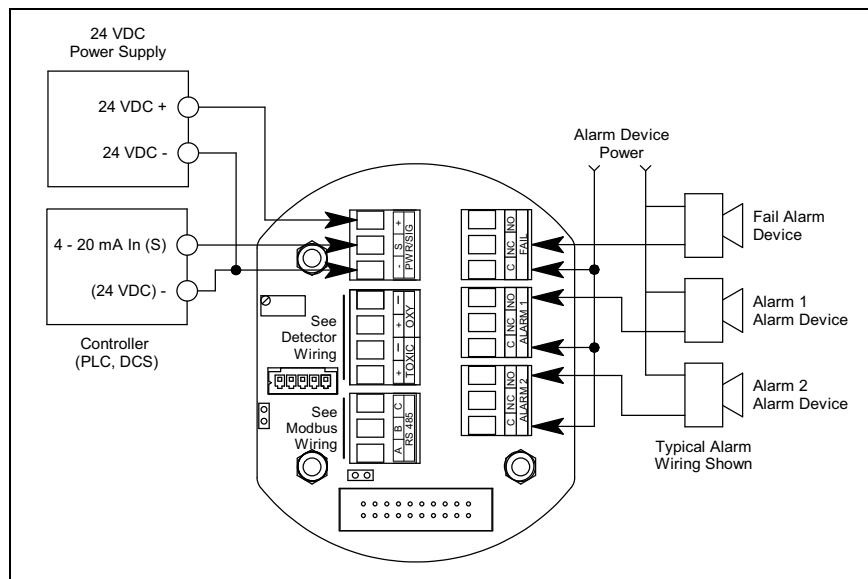 24 VDC
Power Supply
24 VDC +
24 VDC -
4 - 20 mA In (S)
(24 VDC) -
Controller
(PLC, DCS)
+
S
-
PWR/SIG
See
Detector
Wiring
−
+
OXY
−
+
TOXIC
See
Modbus
Wiring
C
B
A
RS 485
NO
NC
C
FAIL
NO
NC
C
ALARM 1
NO
NC
C
ALARM 2
Alarm Device
Power
Fail Alarm
Device
Alarm 1
Alarm Device
Alarm 2
Alarm Device
Typical Alarm
Wiring Shown